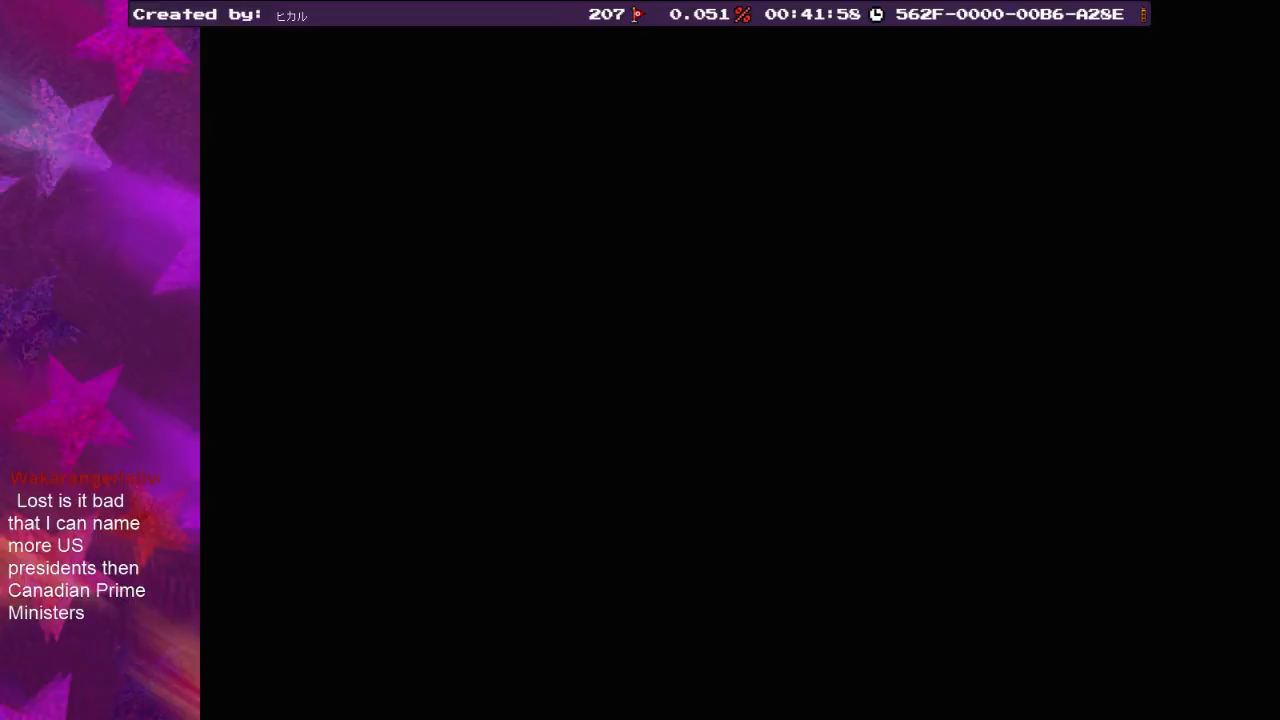 Created by: ヒカル 207 0.051 00:41:58 562F-0000-00B6-A28E
Lost is it bad
that I can name
more US
presidents then
Canadian Prime
Ministers